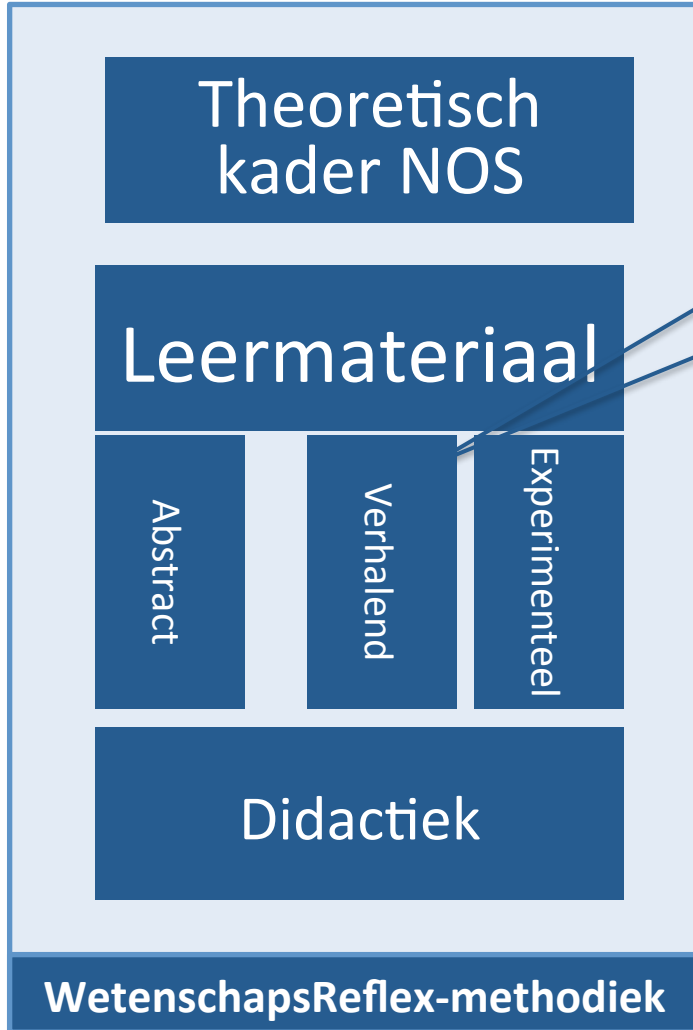 Theoretisch
kader NOS
Leermateriaal
Abstract
Verhalend
Experimenteel
Didactiek
WetenschapsReflex-methodiek